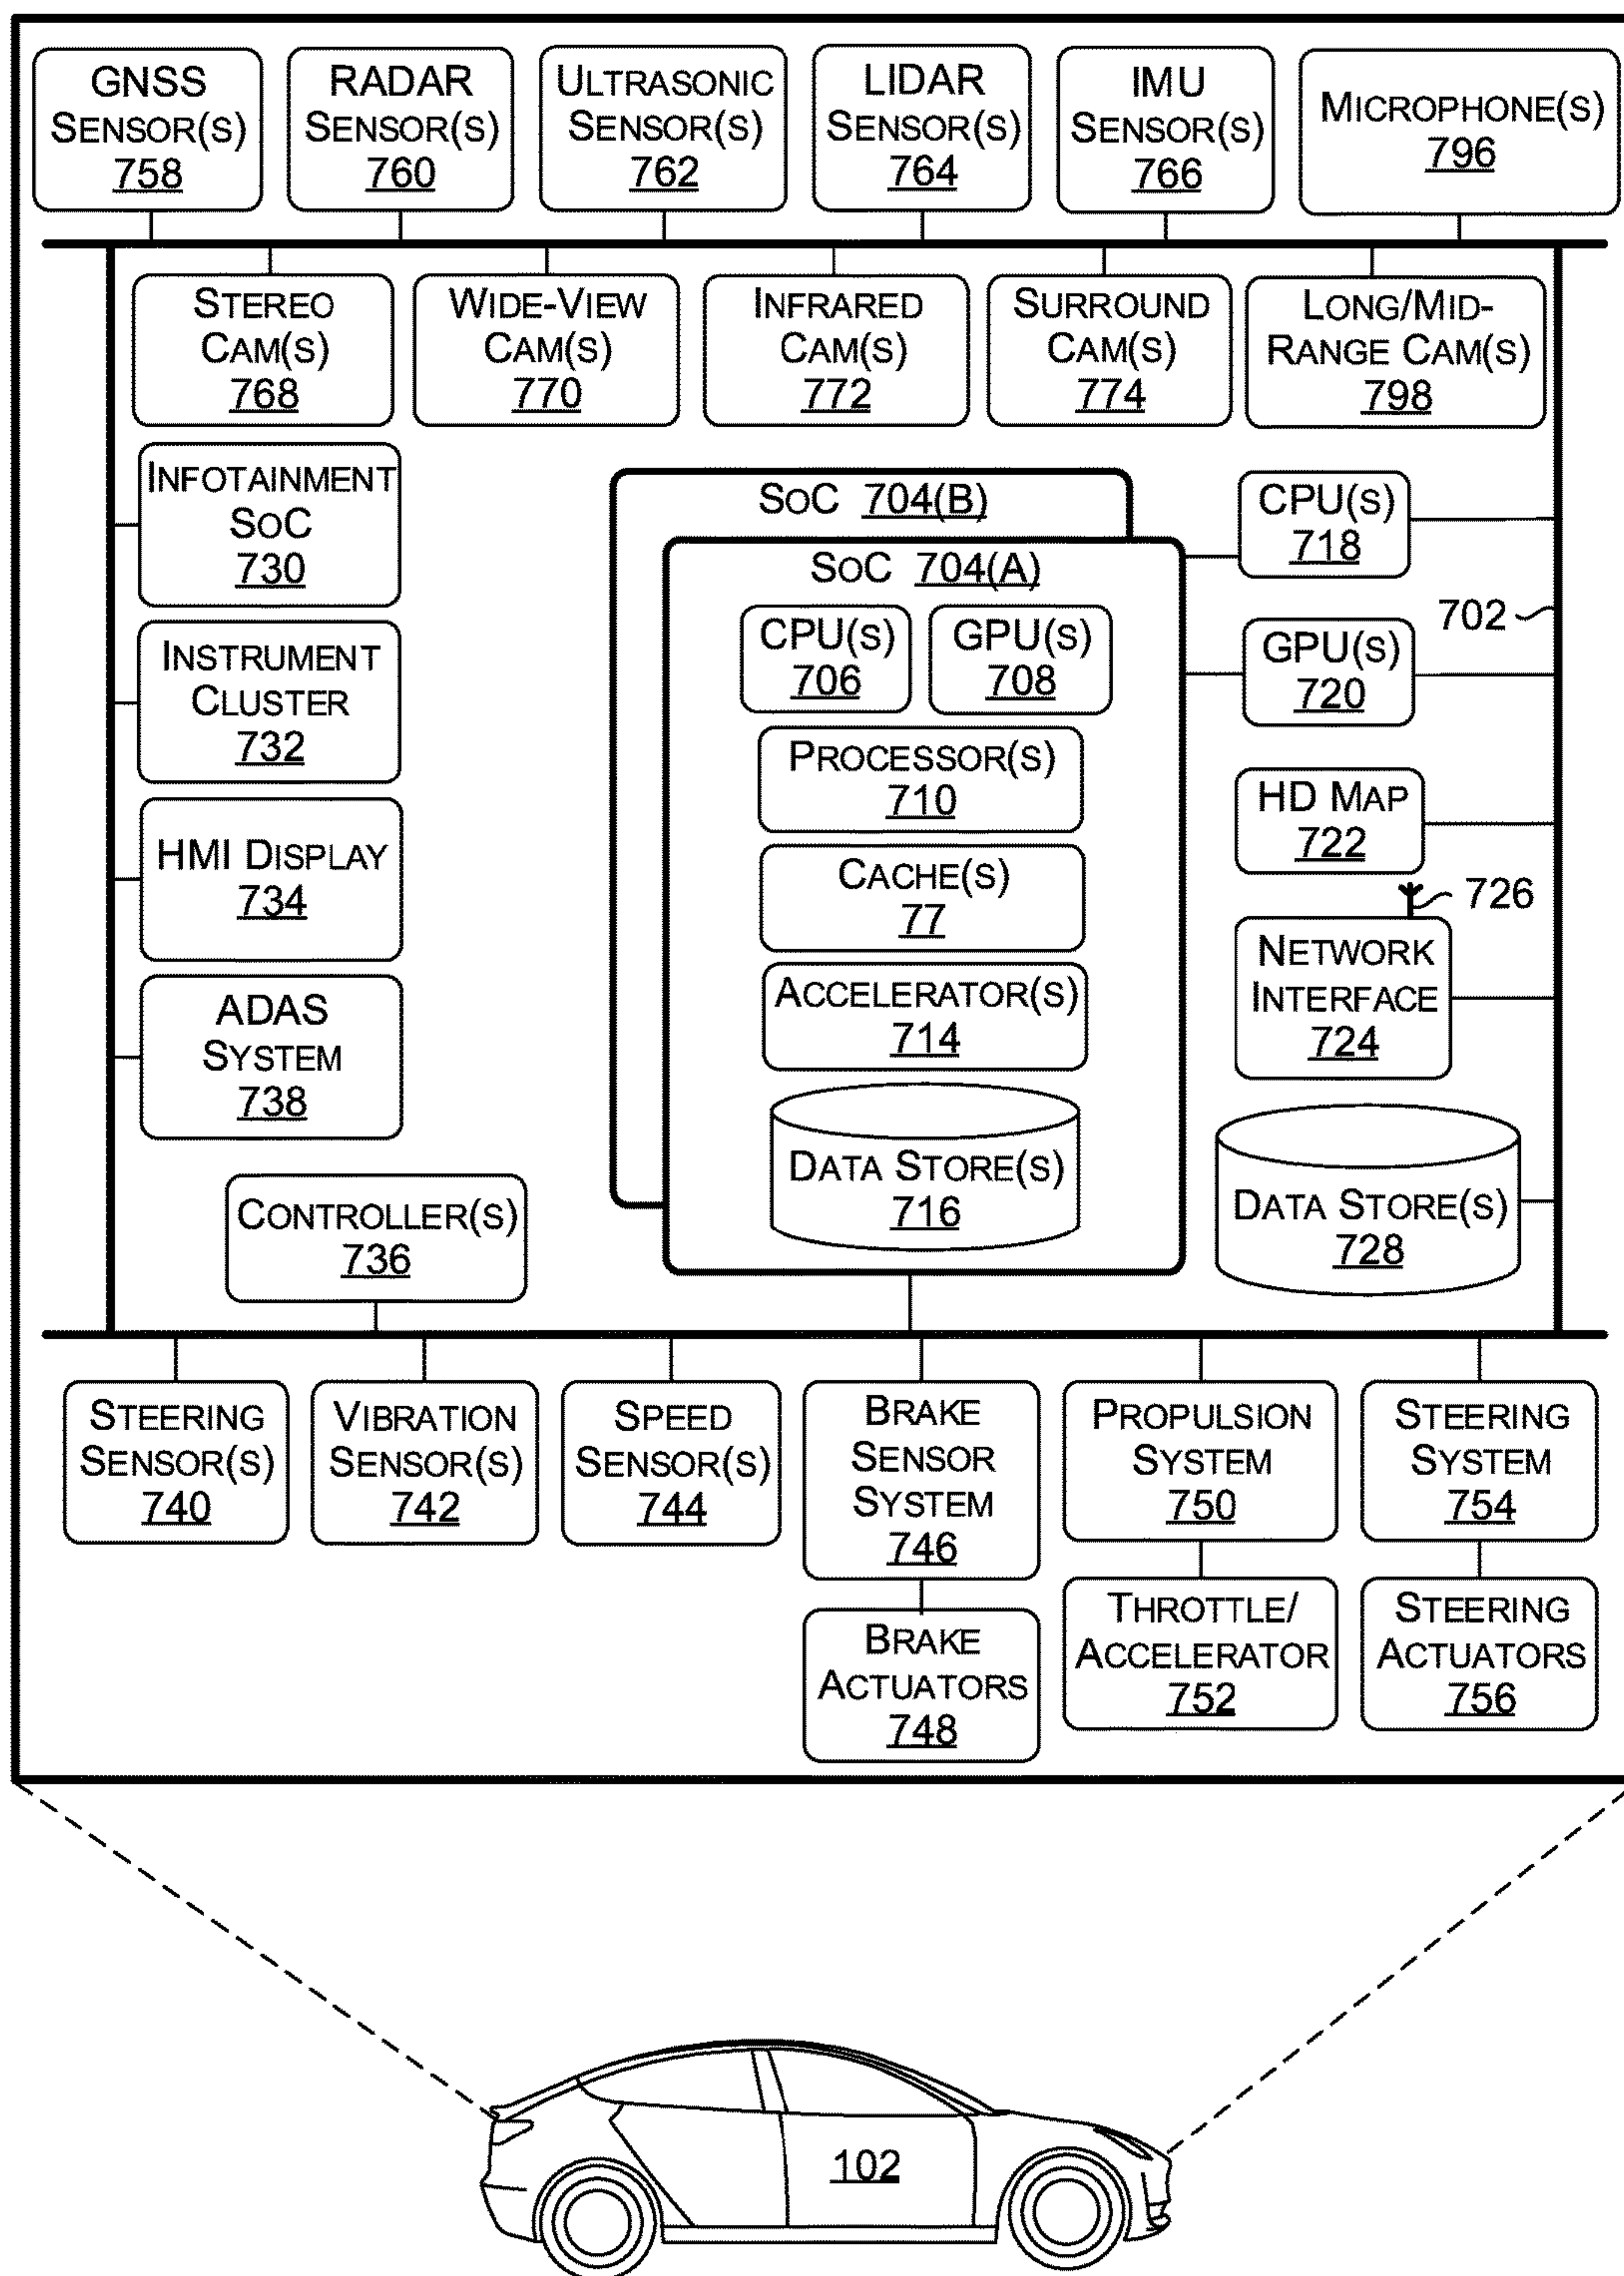 GNSS
SENSOR(S)
758
RADAR
SENSOR(S)
760
ULTRASONIC
SENSOR(S)
762
LIDAR
SENSOR(S)
764
IMU
SENSOR(S)
766
MICROPHONE(S)
796
STEREO
CAM(S)
768
WIDE-VIEW
CAM(S)
770
INFRARED
CAM(S)
772
SURROUND
CAM(S)
774
LONG/MID-
RANGE CAM(S)
798
INFOTAINMENT
SOC
730
INSTRUMENT
CLUSTER
732
HMI DISPLAY
734
ADAS
SYSTEM
738
CONTROLLER(S)
736
SOC 704(B)
SOC 704(A)
CPU(S)
706
GPU(S)
708
PROCESSOR(S)
710
CACHE(S)
77
ACCELERATOR(S)
714
DATA STORE(S)
716
CPU(S)
718
702
GPU(S)
720
HD MAP
722
726
NETWORK
INTERFACE
724
DATA STORE(S)
728
STEERING
SENSOR(S)
740
VIBRATION
SENSOR(S)
742
SPEED
SENSOR(S)
744
BRAKE
SENSOR
SYSTEM
746
PROPULSION
SYSTEM
750
STEERING
SYSTEM
754
BRAKE
ACTUATORS
748
THROTTLE/
ACCELERATOR
752
STEERING
ACTUATORS
756
102